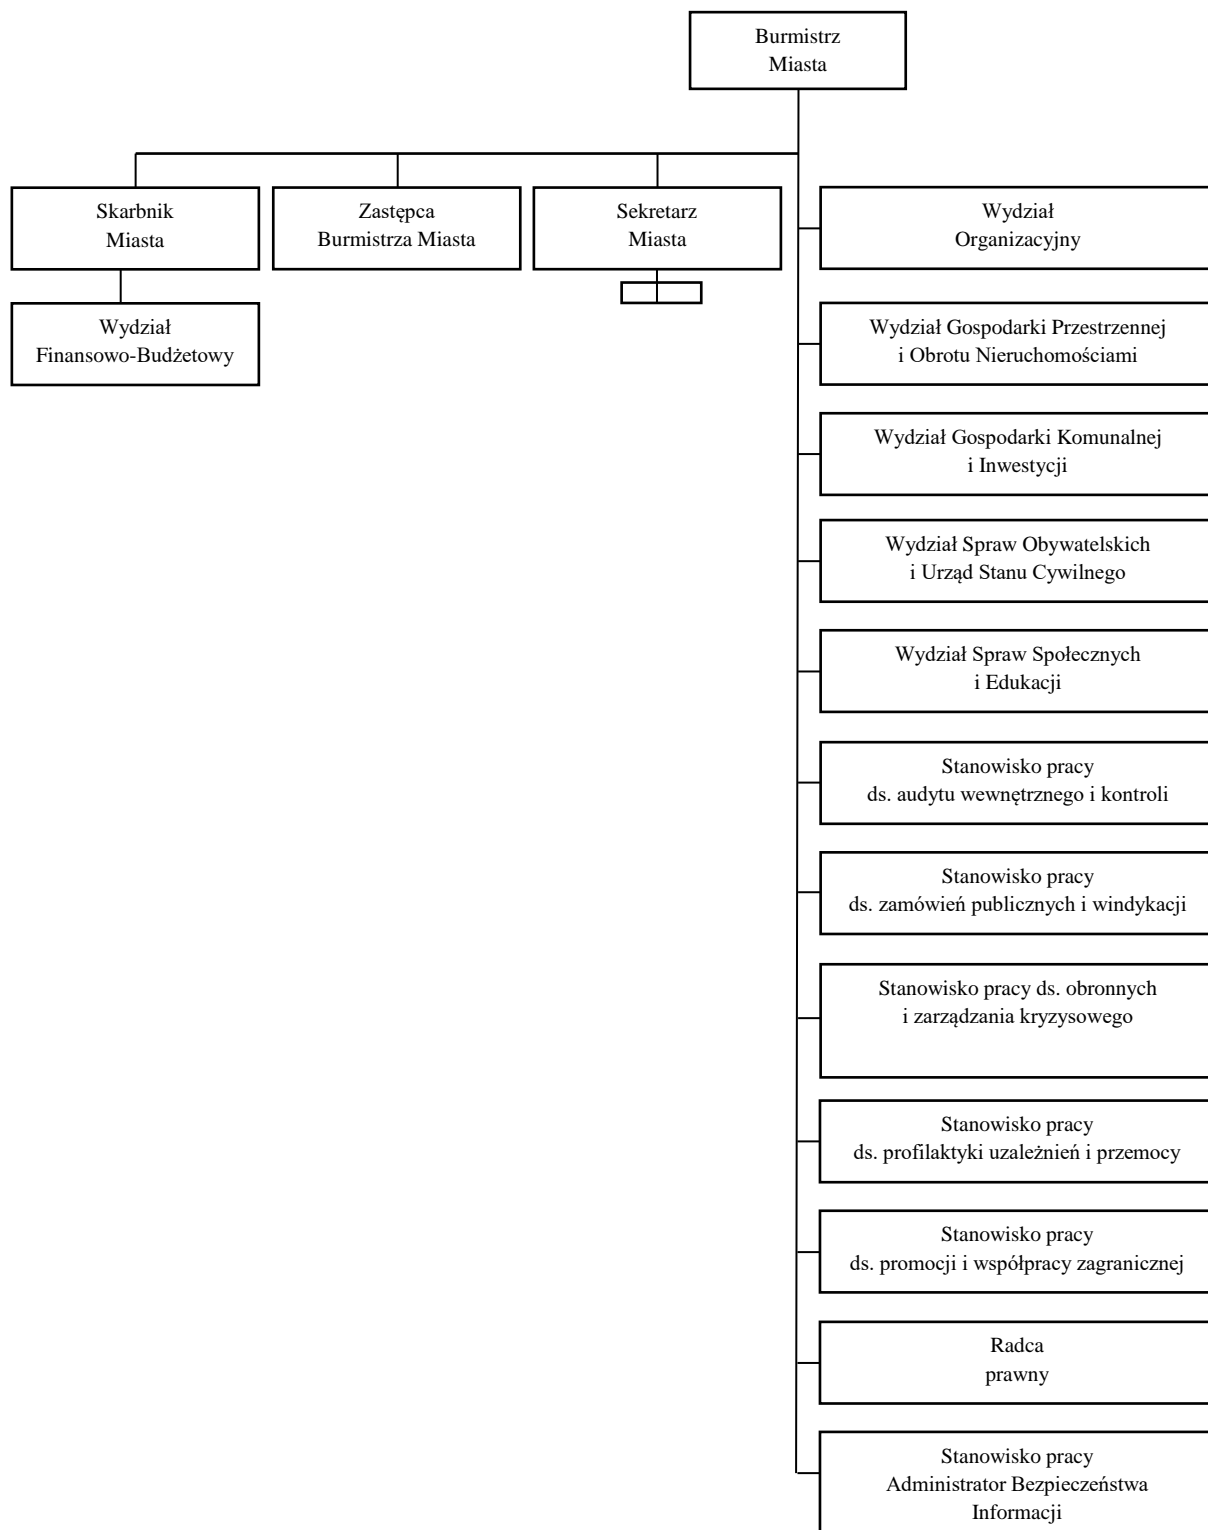 Burmistrz
Miasta
Skarbnik
Miasta
Zastępca
Burmistrza Miasta
Sekretarz
Miasta
Wydział
Finansowo-Budżetowy
Wydział
Organizacyjny
Wydział Gospodarki Przestrzennej
i Obrotu Nieruchomościami
Wydział Gospodarki Komunalnej
i Inwestycji
Wydział Spraw Obywatelskich
i Urząd Stanu Cywilnego
Wydział Spraw Społecznych
i Edukacji
Stanowisko pracy
ds. audytu wewnętrznego i kontroli
Stanowisko pracy
ds. zamówień publicznych i windykacji
Stanowisko pracy ds. obronnych
i zarządzania kryzysowego
Stanowisko pracy
ds. profilaktyki uzależnień i przemocy
Stanowisko pracy
ds. promocji i współpracy zagranicznej
Radca
prawny
Stanowisko pracy
Administrator Bezpieczeństwa
Informacji